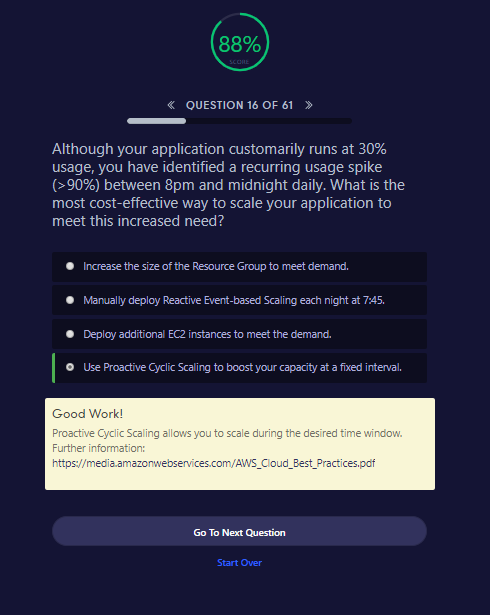 88%
SCORE
« QUESTION 16 OF 61 »
Although your application customarily runs at 30%
usage, you have identified a recurring usage spike
(>90%) between 8pm and midnight daily. What is the
most cost-effective way to scale your application to
meet this increased need?
Increase the size of the Resource Group to meet demand.
Manually deploy Reactive Event-based Scaling each night at 7:45.
Deploy additional EC2 instances to meet the demand.
Use Proactive Cyclic Scaling to boost your capacity at a fixed interval.
Good Work!
Proactive Cyclic Scaling allows you to scale during the desired time window.
Further information:
https://media.amazonwebservices.com/AWS_Cloud_Best_Practices.pdf
Go To Next Question
Start Over